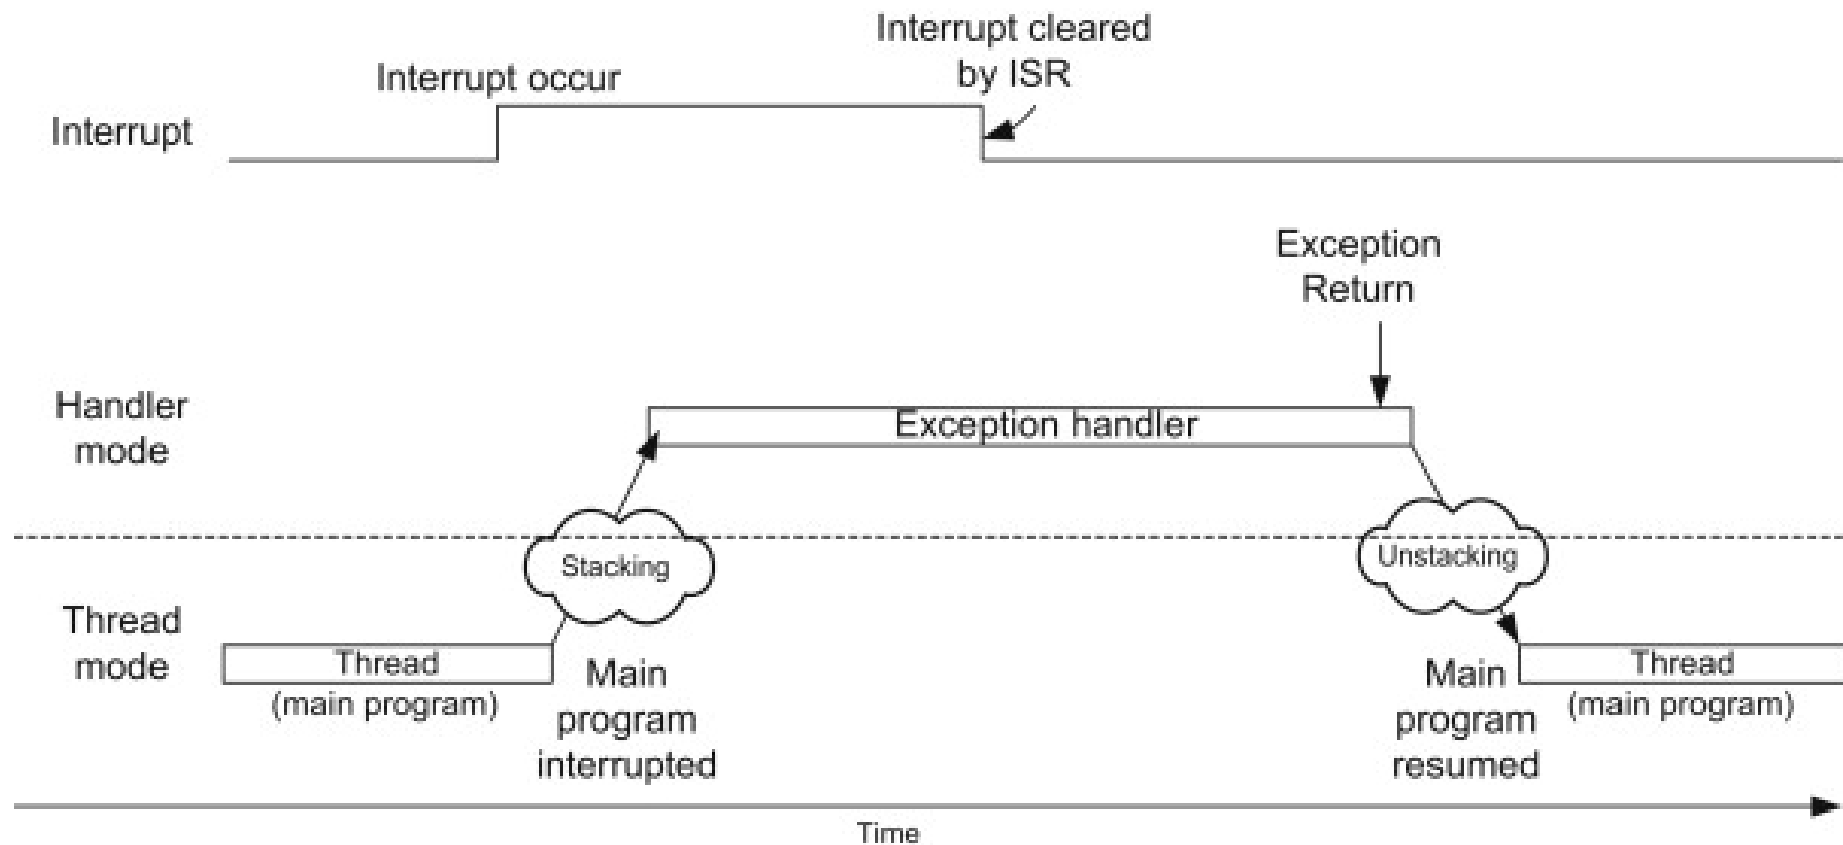 Interrupt cleared
by ISR
Interrupt occur
Interrupt
Exception
Return
Handler
mode
Exception handler
Stacking
Unstacking
Thread
mode
Thread
(main program)
Main
program
interrupted
Main
program
resumed
Thread
(main program)
Time